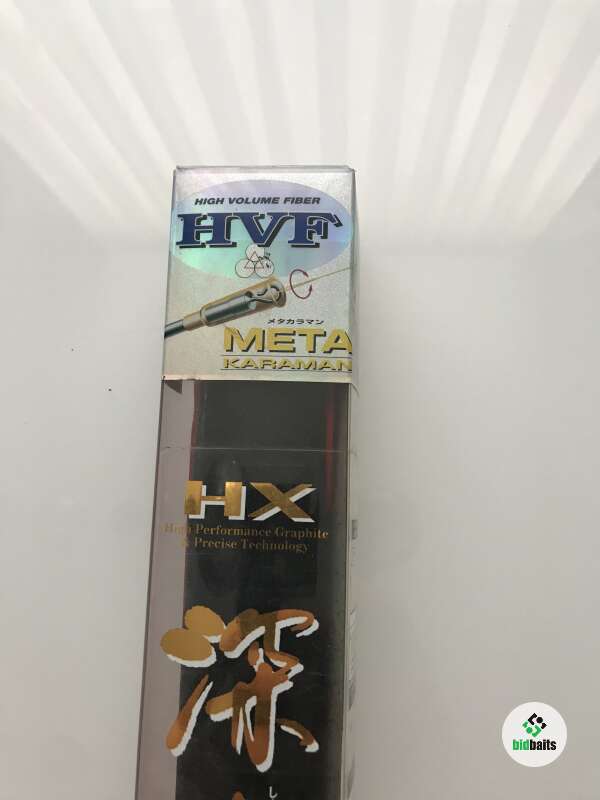 HIGH VOLUME FIBER
HVF
メタカラマン
META
KARAMAN
HX
High Performance Graphite
& Precise Technology
深
し
bidbaits